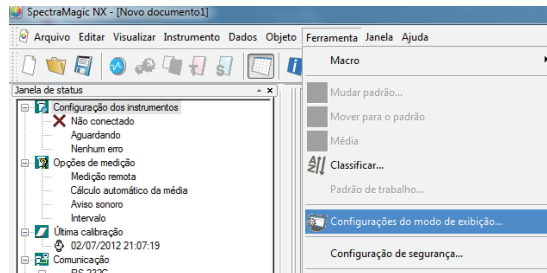 SpectraMagic NX - [Novo documento1]
Arquivo Editar Visualizar Instrumento Dados Objeto Ferramenta Janela Ajuda
Janela de status
Configuração dos instrumentos
Não conectado
Aguardando
Nenhum erro
Opções de medição
Medição remota
Cálculo automático da média
Aviso sonoro
Intervalo
Última calibração
02/07/2012 21:07:19
Comunicação
RS-232C
Macro
Mudar padrão...
Mover para o padrão
Média
Classificar...
Padrão de trabalho...
Configurações do modo de exibição...
Configuração de segurança...